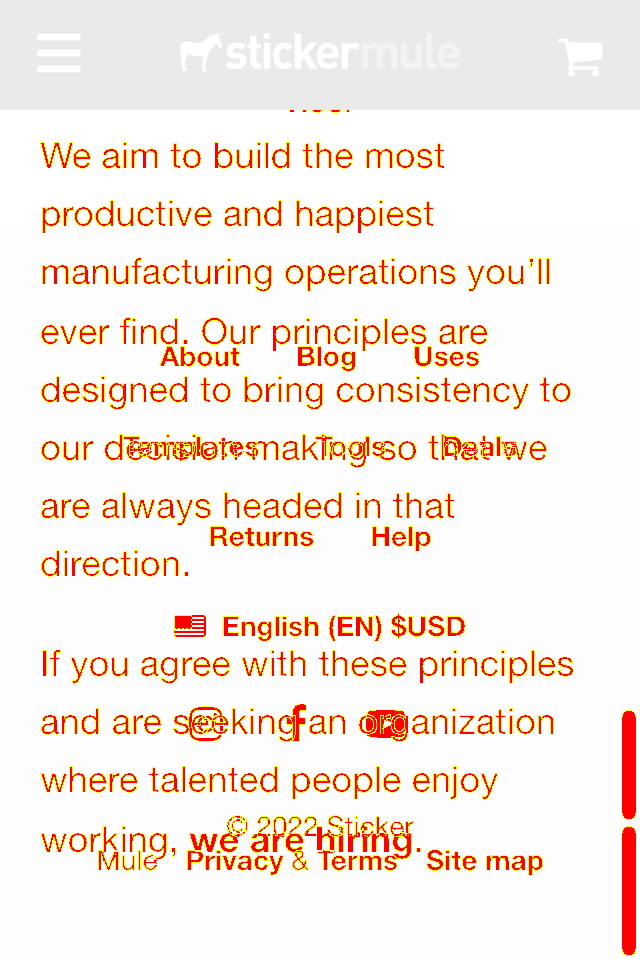 stickermule
We aim to build the most
productive and happiest
manufacturing operations you’ll
ever find. Our principles are
About Blog Uses
designed to bring consistency to
our decision making so that we
Templates Tools Deals
are always headed in that
Returns Help
direction.
English (EN) $USD
If you agree with these principles
and are seeking an organization
where talented people enjoy
© 2022 Sticker
working, we are hiring.
Mule Privacy & Terms Site map